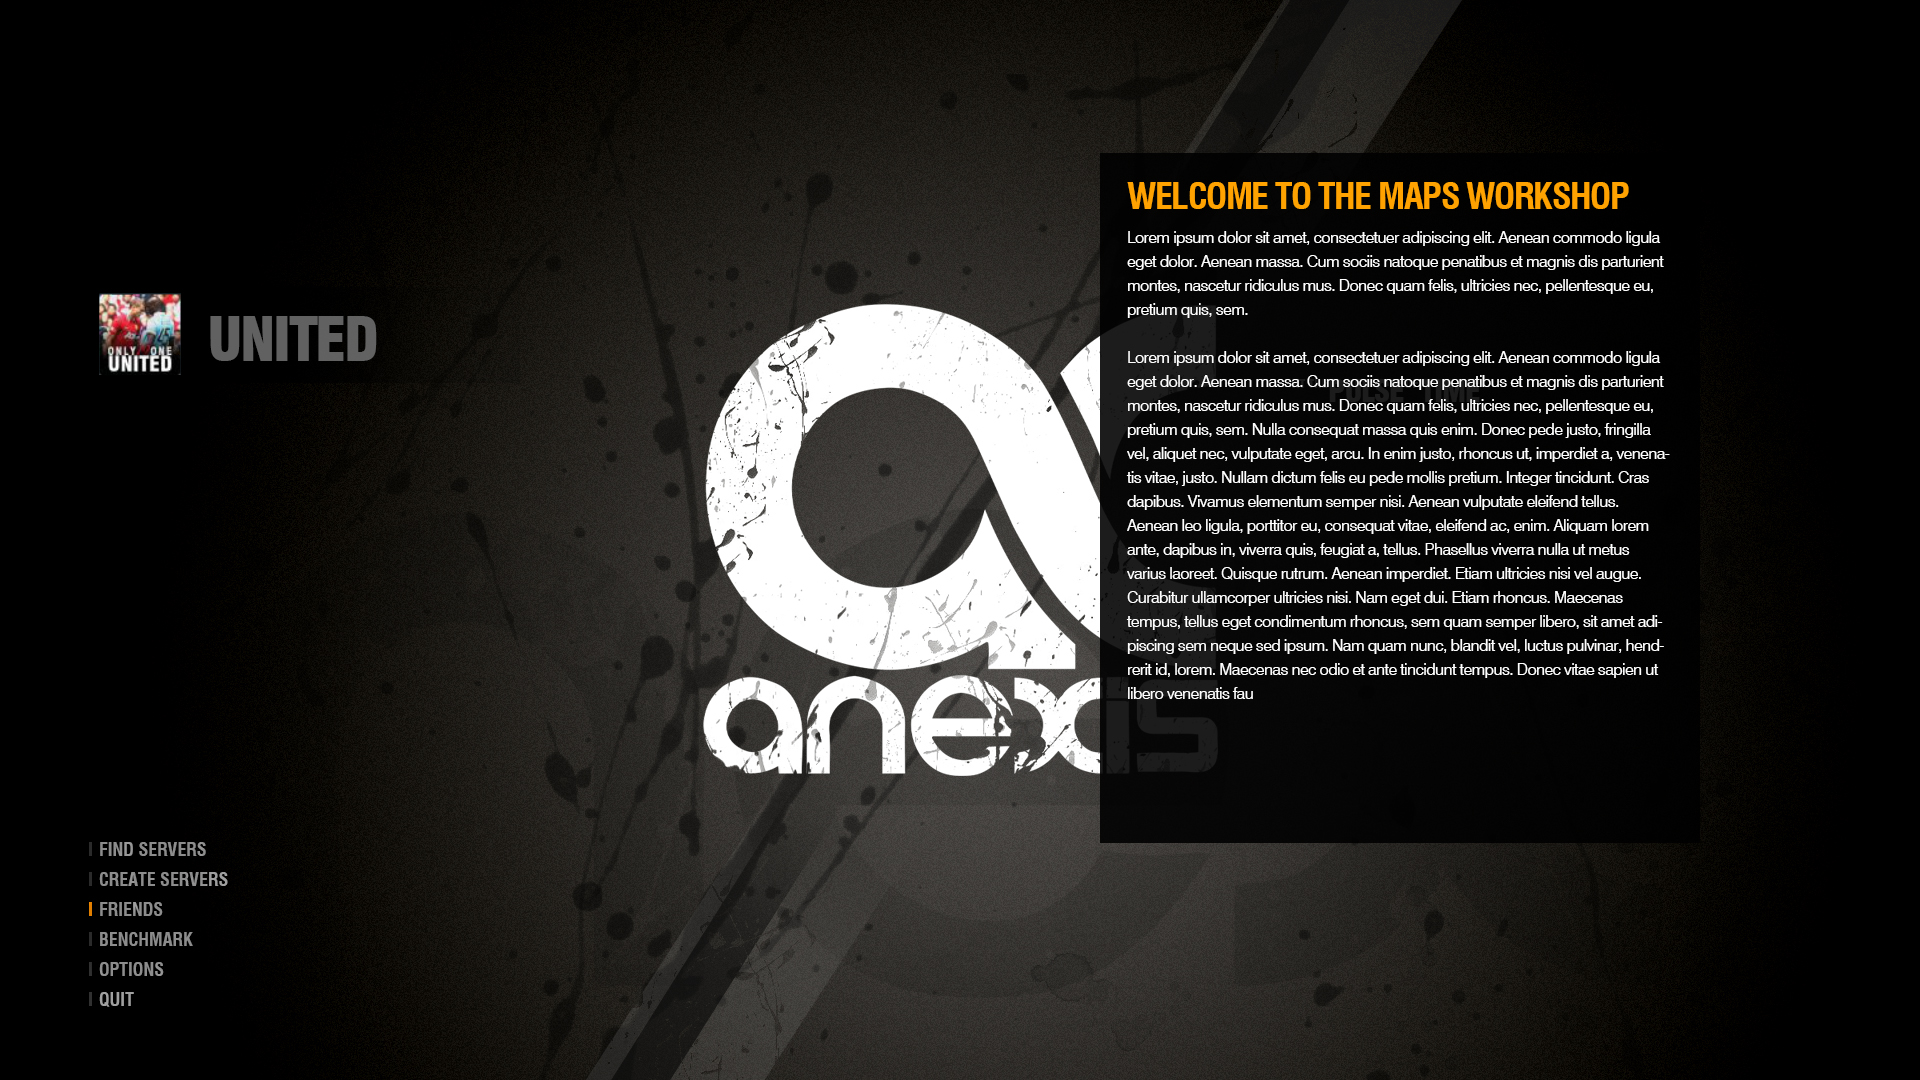 ONLY ONE
UNITED
UNITED
FIND SERVERS
CREATE SERVERS
FRIENDS
BENCHMARK
OPTIONS
QUIT
anexis
WELCOME TO THE MAPS WORKSHOP
Lorem ipsum dolor sit amet, consectetuer adipiscing elit. Aenean commodo ligula
eget dolor. Aenean massa. Cum sociis natoque penatibus et magnis dis parturient
montes, nascetur ridiculus mus. Donec quam felis, ultricies nec, pellentesque eu,
pretium quis, sem.
Lorem ipsum dolor sit amet, consectetuer adipiscing elit. Aenean commodo ligula
eget dolor. Aenean massa. Cum sociis natoque penatibus et magnis dis parturient
montes, nascetur ridiculus mus. Donec quam felis, ultricies nec, pellentesque eu,
pretium quis, sem. Nulla consequat massa quis enim. Donec pede justo, fringilla
vel, aliquet nec, vulputate eget, arcu. In enim justo, rhoncus ut, imperdiet a, venena-
tis vitae, justo. Nullam dictum felis eu pede mollis pretium. Integer tincidunt. Cras
dapibus. Vivamus elementum semper nisi. Aenean vulputate eleifend tellus.
Aenean leo ligula, porttitor eu, consequat vitae, eleifend ac, enim. Aliquam lorem
ante, dapibus in, viverra quis, feugiat a, tellus. Phasellus viverra nulla ut metus
varius laoreet. Quisque rutrum. Aenean imperdiet. Etiam ultricies nisi vel augue.
Curabitur ullamcorper ultricies nisi. Nam eget dui. Etiam rhoncus. Maecenas
tempus, tellus eget condimentum rhoncus, sem quam semper libero, sit amet adi-
piscing sem neque sed ipsum. Nam quam nunc, blandit vel, luctus pulvinar, hend-
rerit id, lorem. Maecenas nec odio et ante tincidunt tempus. Donec vitae sapien ut
libero venenatis fau